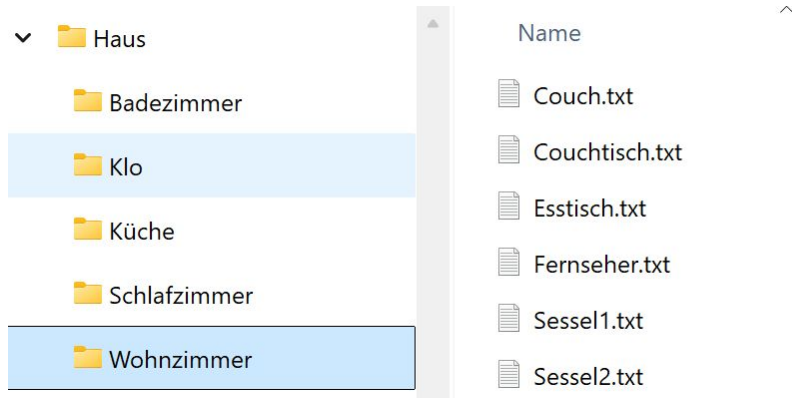 Haus
Badezimmer
Klo
Küche
Schlafzimmer
Wohnzimmer
Name
Couch.txt
Couchtisch.txt
Esstisch.txt
Fernseher.txt
Sessel1.txt
Sessel2.txt